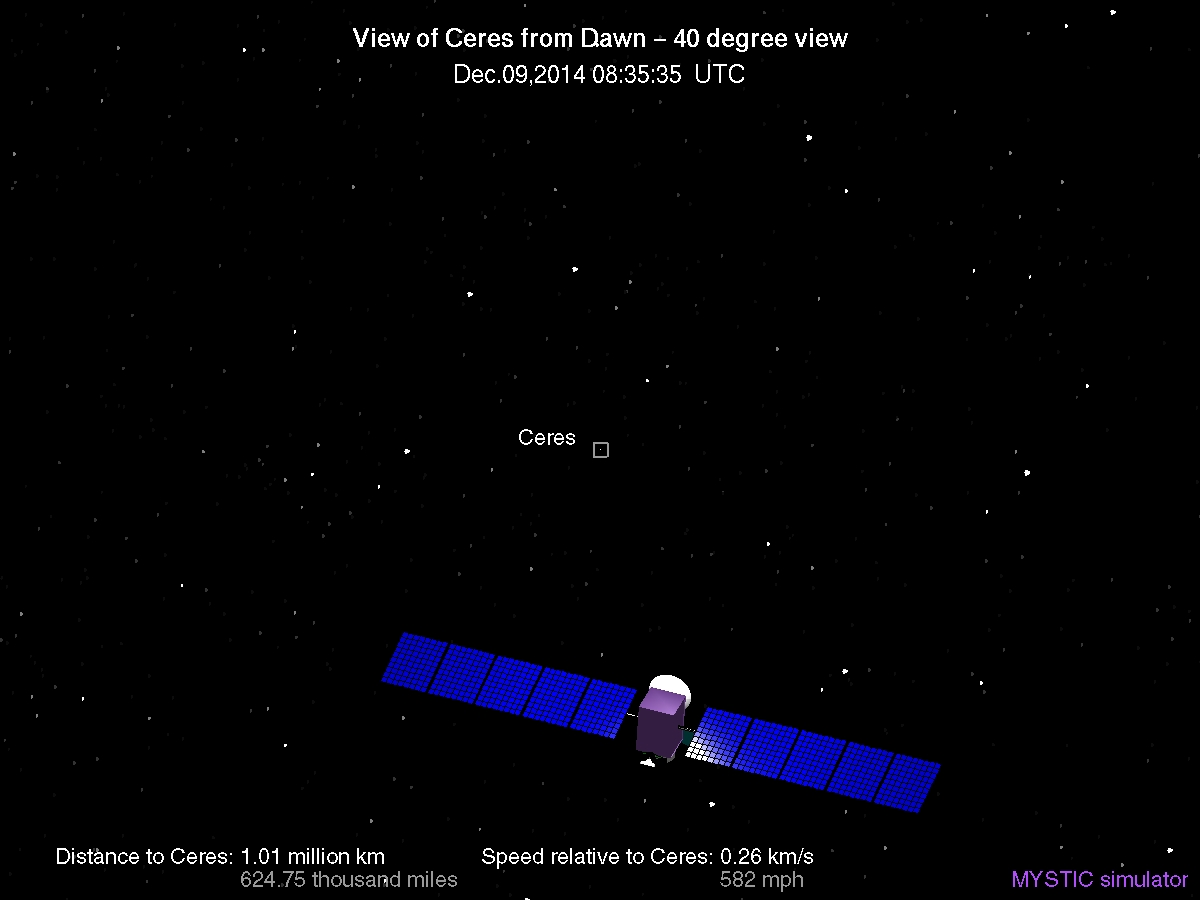 View of Ceres from Dawn – 40 degree view
Dec.09,2014 08:35:35 UTC
Ceres
Distance to Ceres: 1.01 million km
624.75 thousand miles
Speed relative to Ceres: 0.26 km/s
582 mph
MYSTIC simulator